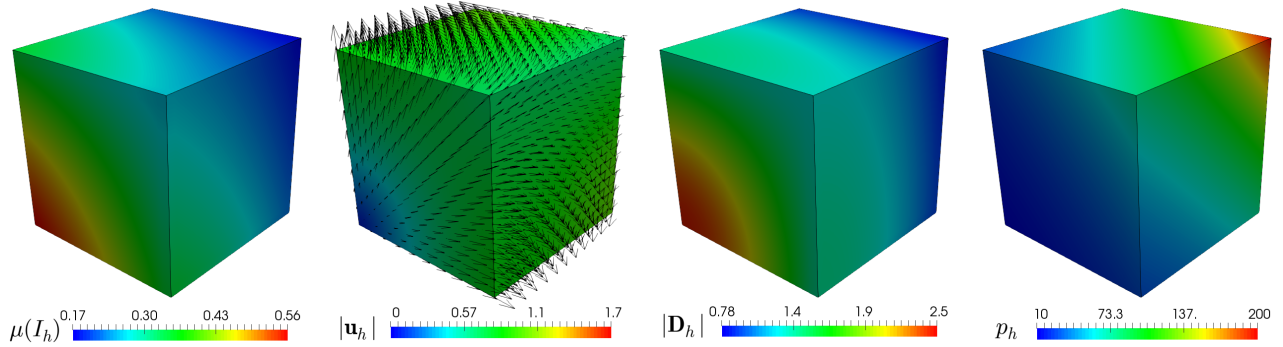 0.17 0.30 0.43 0.56
μ(I_h)
0 0.57 1.1 1.7
|𝐮_h|
0.78 1.4 1.9 2.5
|𝐃_h|
10 73.3 137. 200
p_h